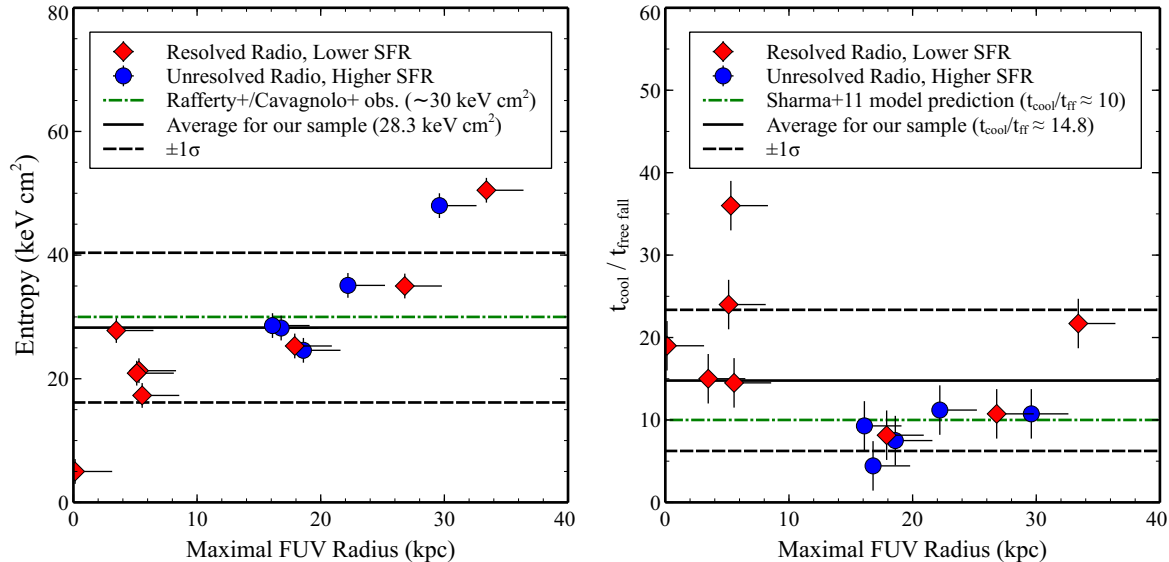 80
60
40
20
0
0
10
20
30
40
Entropy (keV cm²)
Maximal FUV Radius (kpc)
Resolved Radio, Lower SFR
Unresolved Radio, Higher SFR
Rafferty+/Cavagnolo+ obs. (~30 keV cm²)
Average for our sample (28.3 keV cm²)
±1σ
60
50
40
30
20
10
0
0
10
20
30
40
t_cool / t_free fall
Maximal FUV Radius (kpc)
Resolved Radio, Lower SFR
Unresolved Radio, Higher SFR
Sharma+11 model prediction (t_cool/t_ff ≈ 10)
Average for our sample (t_cool/t_ff ≈ 14.8)
±1σ